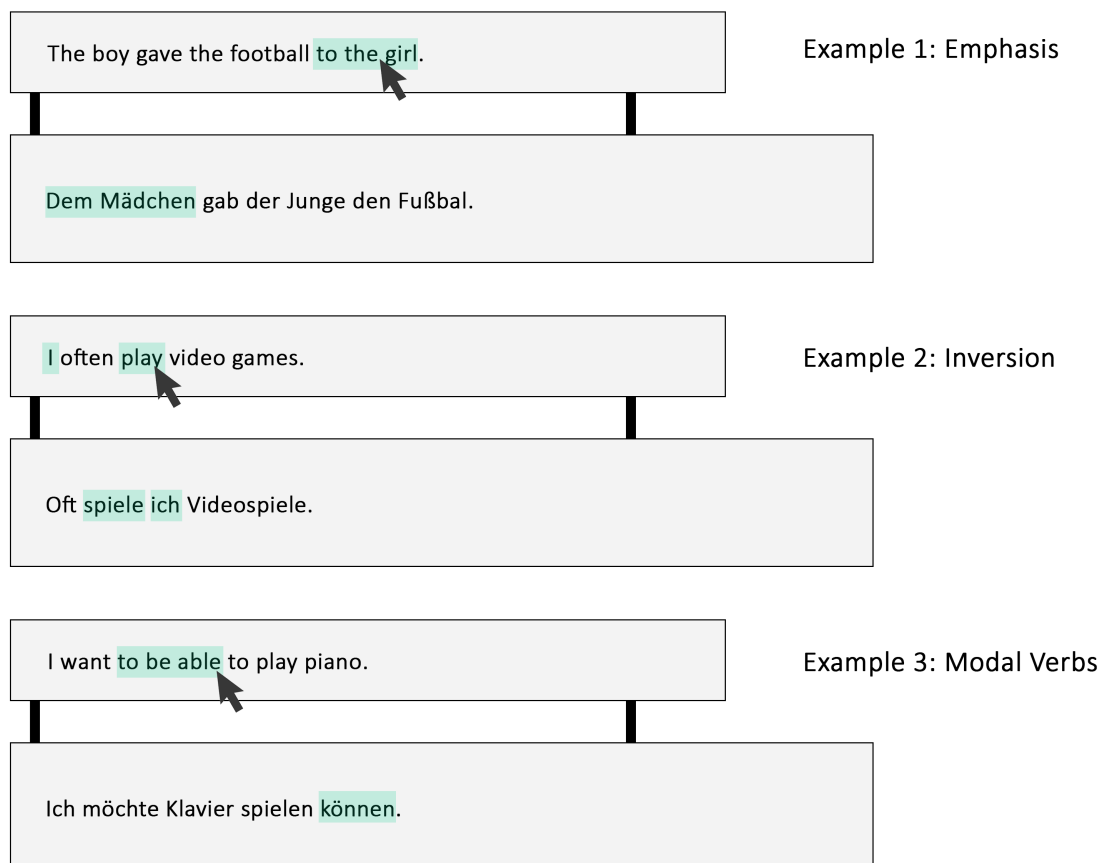 The boy gave the football to the girl.
Example 1: Emphasis
Dem Mädchen gab der Junge den Fußbal.
I often play video games.
Example 2: Inversion
Oft spiele ich Videospiele.
I want to be able to play piano.
Example 3: Modal Verbs
Ich möchte Klavier spielen können.